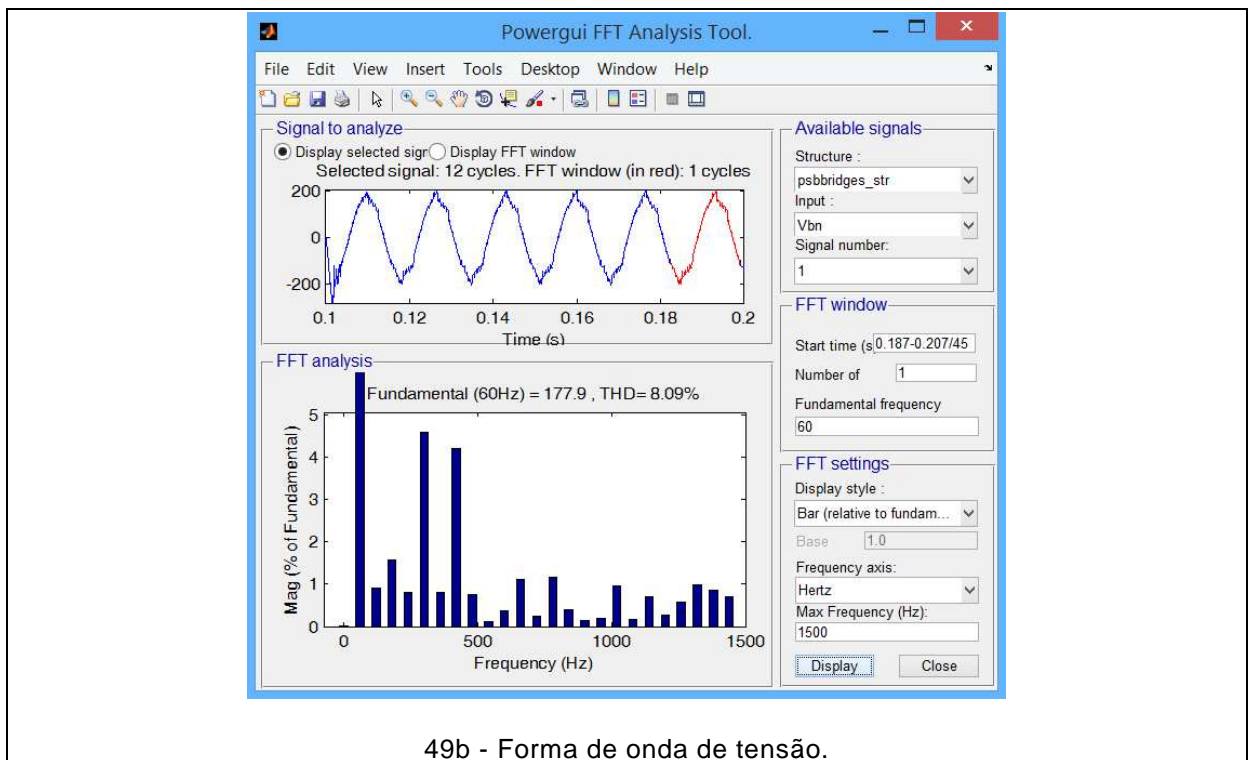 Powergui FFT Analysis Tool.
File Edit View Insert Tools Desktop Window Help
Signal to analyze
Display selected sigr Display FFT window
Selected signal: 12 cycles. FFT window (in red): 1 cycles
200
0
-200
0.1 0.12 0.14 0.16 0.18 0.2
Time (s)
FFT analysis
Fundamental (60Hz) = 177.9 , THD= 8.09%
5
4
3
2
1
0
Mag (% of Fundamental)
0 500 1000 1500
Frequency (Hz)
Available signals
Structure :
psbbridges_str
Input :
Vbn
Signal number:
1
FFT window
Start time (s 0.187-0.207/45
Number of 1
Fundamental frequency
60
FFT settings
Display style :
Bar (relative to fundam...
Base 1.0
Frequency axis:
Hertz
Max Frequency (Hz):
1500
Display Close
49b - Forma de onda de tensão.